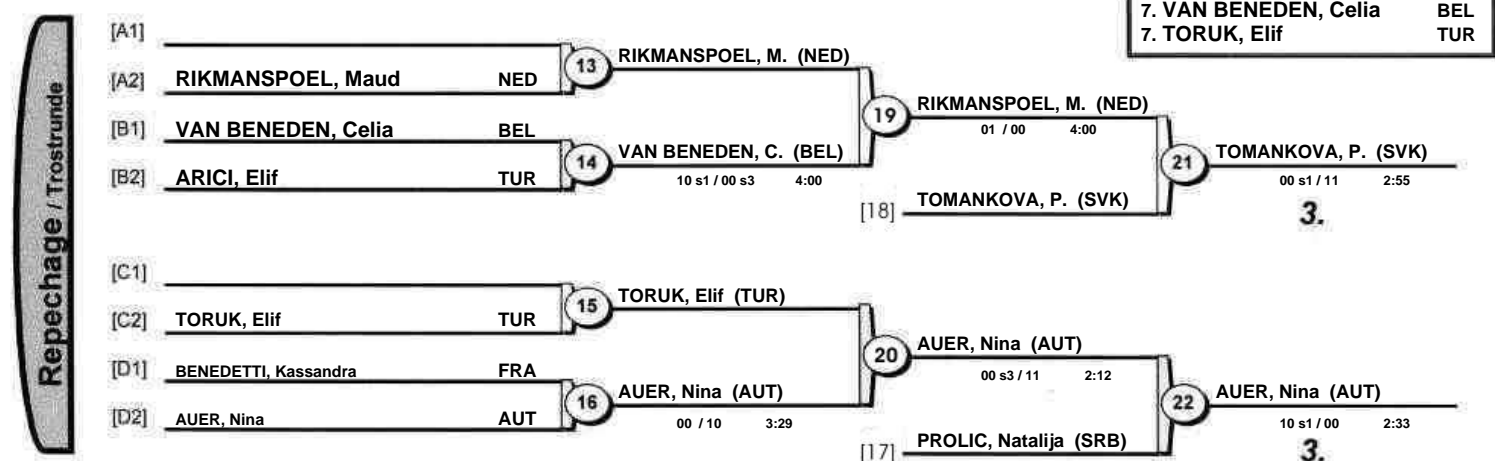 7. VAN BENEDEN, Celia BEL
7. TORUK, Elif TUR
Repechage / Trostrunde
[A1]
13 RIKMANSPOEL, M. (NED)
[A2] RIKMANSPOEL, Maud NED
19 RIKMANSPOEL, M. (NED)
01 / 00 4:00
[B1] VAN BENEDEN, Celia BEL
14 VAN BENEDEN, C. (BEL)
10 s1 / 00 s3 4:00
[B2] ARICI, Elif TUR
21 TOMANKOVA, P. (SVK)
00 s1 / 11 2:55
[18] TOMANKOVA, P. (SVK)
3.
[C1]
15 TORUK, Elif (TUR)
[C2] TORUK, Elif TUR
20 AUER, Nina (AUT)
00 s3 / 11 2:12
[D1] BENEDETTI, Kassandra FRA
16 AUER, Nina (AUT)
00 / 10 3:29
[D2] AUER, Nina AUT
22 AUER, Nina (AUT)
10 s1 / 00 2:33
[17] PROLIC, Natalija (SRB)
3.